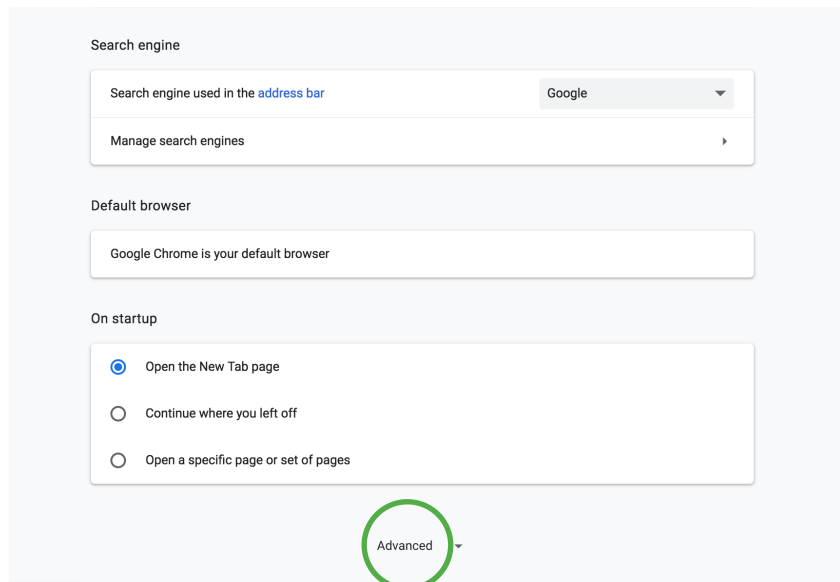 Search engine
Search engine used in the address bar
Google
Manage search engines
Default browser
Google Chrome is your default browser
On startup
Open the New Tab page
Continue where you left off
Open a specific page or set of pages
Advanced